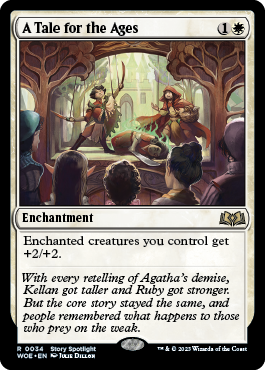 A Tale for the Ages 1
Enchantment
Enchanted creatures you control get
+2/+2.
With every retelling of Agatha's demise,
Kellan got taller and Ruby got stronger.
But the core story stayed the same, and
people remembered what happens to those
who prey on the weak.
R 0034 Story Spotlight
WOE • EN Julie Dillon ™ & © 2023 Wizards of the Coast